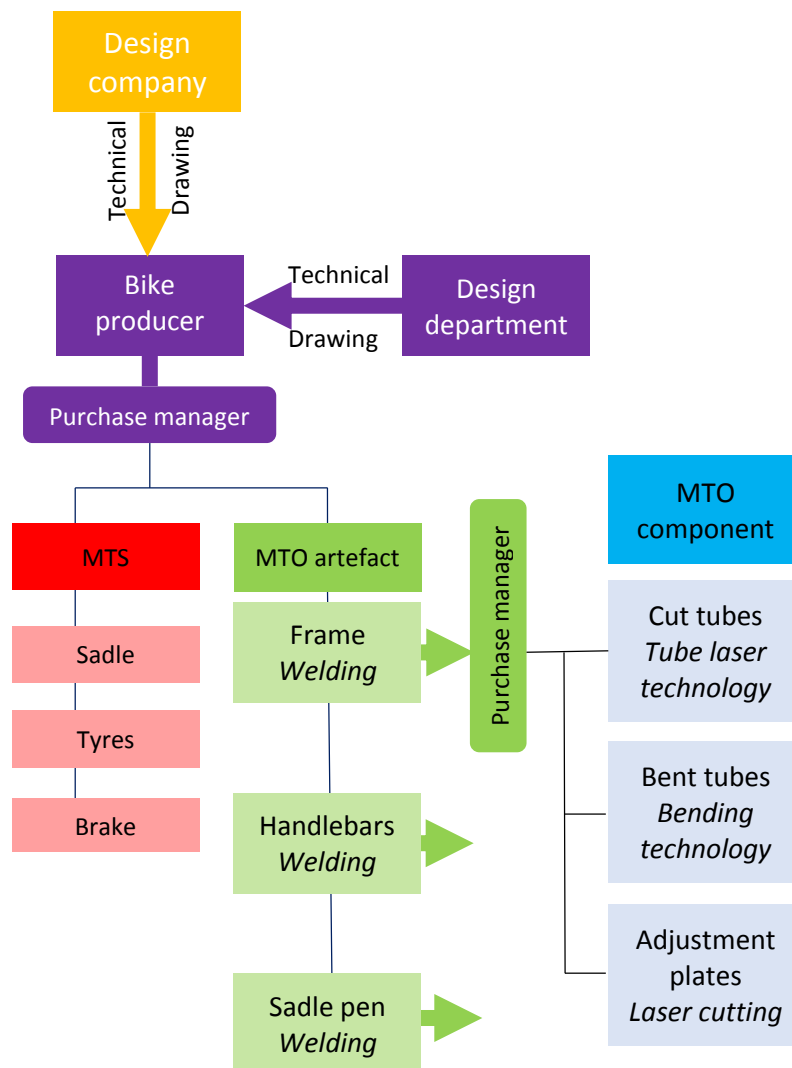 Design
company
Technical
Drawing
Bike
producer
Technical
Drawing
Design
department
Purchase manager
MTS
Sadle
Tyres
Brake
MTO artefact
Frame
Welding
Handlebars
Welding
Sadle pen
Welding
Purchase manager
MTO
component
Cut tubes
Tube laser
technology
Bent tubes
Bending
technology
Adjustment
plates
Laser cutting